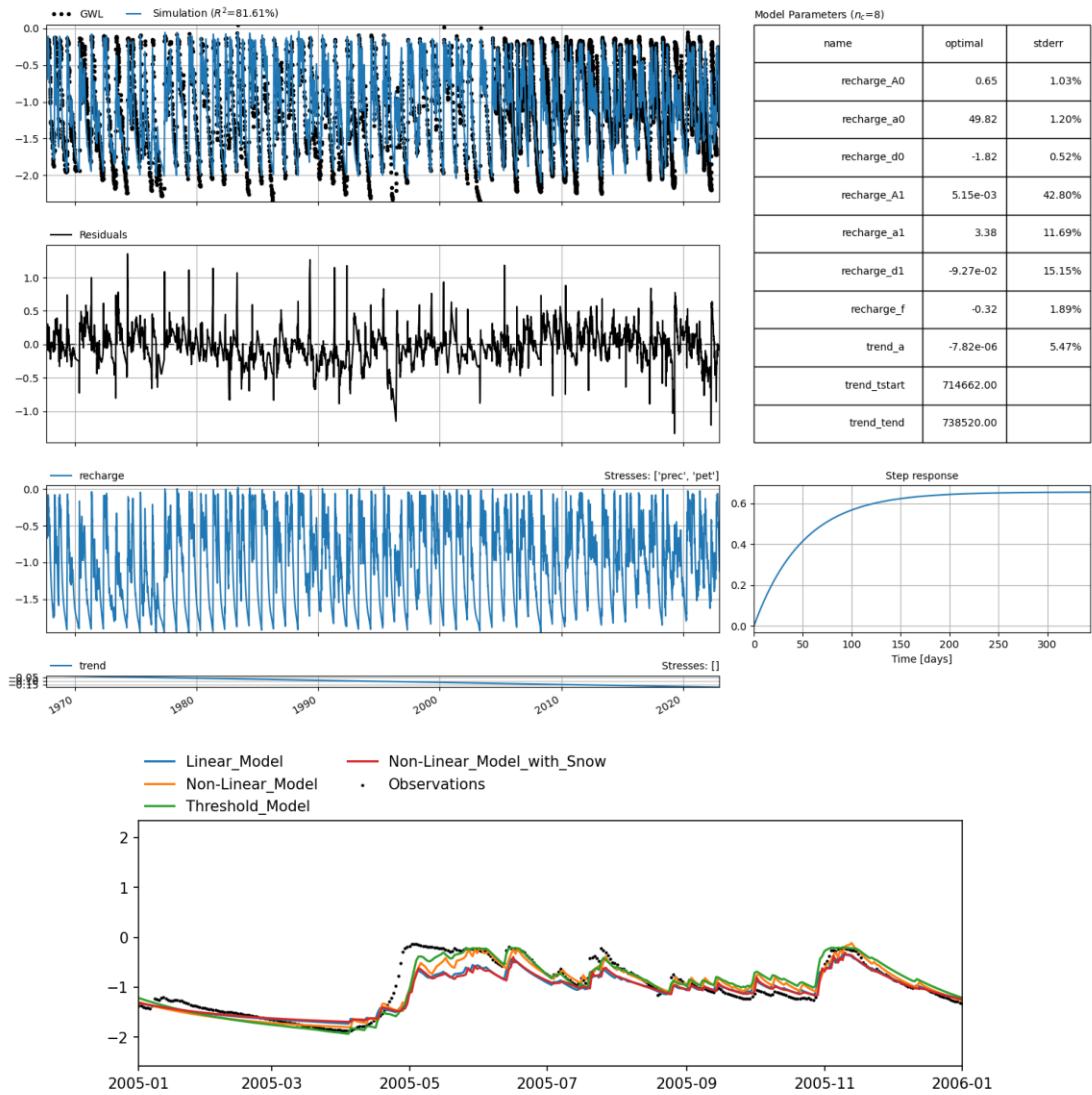 GWL Simulation (R²=81.61%)
0.0
−0.5
−1.0
−1.5
−2.0
Model Parameters (n_c=8)
name optimal stderr
recharge_A0 0.65 1.03%
recharge_a0 49.82 1.20%
recharge_d0 -1.82 0.52%
recharge_A1 5.15e-03 42.80%
recharge_a1 3.38 11.69%
recharge_d1 -9.27e-02 15.15%
recharge_f -0.32 1.89%
trend_a -7.82e-06 5.47%
trend_tstart 714662.00
trend_tend 738520.00
Residuals
1.0
0.5
0.0
−0.5
−1.0
recharge Stresses: ['prec', 'pet']
0.0
−0.5
−1.0
−1.5
Step response
0.6
0.4
0.2
0.0
0 50 100 150 200 250 300
Time [days]
trend Stresses: []
−0.05
−0.15
1970 1980 1990 2000 2010 2020
Linear_Model Non-Linear_Model_with_Snow
Non-Linear_Model Observations
Threshold_Model
2
1
0
−1
−2
2005-01 2005-03 2005-05 2005-07 2005-09 2005-11 2006-01